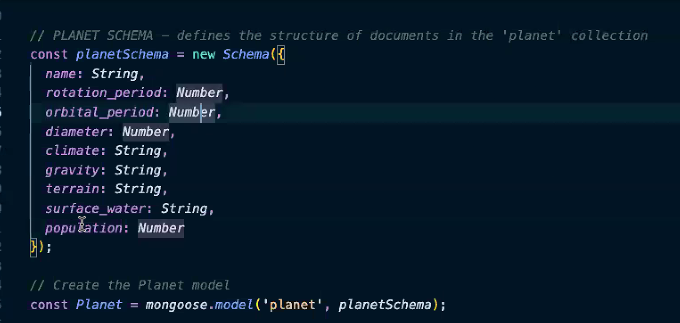 // PLANET SCHEMA – defines the structure of documents in the 'planet' collection
const planetSchema = new Schema({
name: String,
rotation_period: Number,
orbital_period: Number,
diameter: Number,
climate: String,
gravity: String,
terrain: String,
surface_water: String,
population: Number
});
// Create the Planet model
const Planet = mongoose.model('planet', planetSchema);